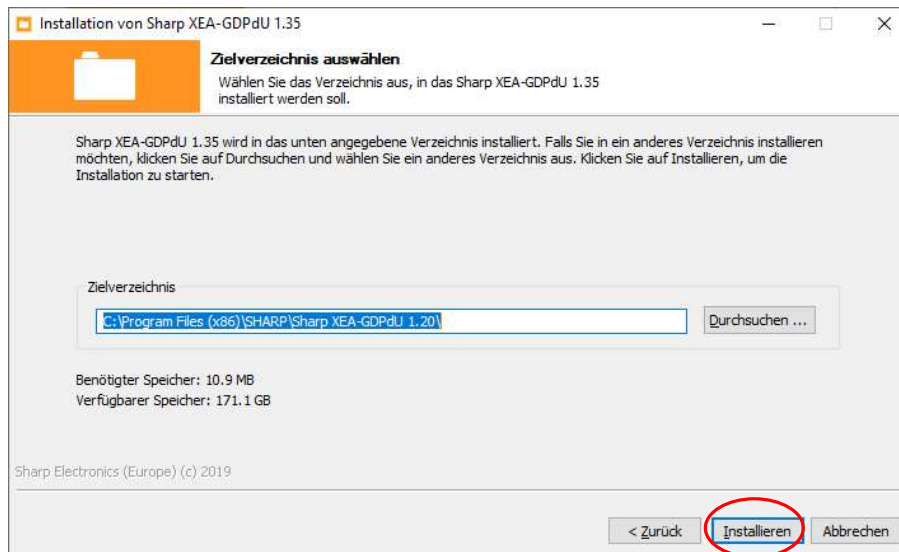 Installation von Sharp XEA-GDPdU 1.35
Zielverzeichnis auswählen
Wählen Sie das Verzeichnis aus, in das Sharp XEA-GDPdU 1.35
installiert werden soll.
Sharp XEA-GDPdU 1.35 wird in das unten angegebene Verzeichnis installiert. Falls Sie in ein anderes Verzeichnis installieren
möchten, klicken Sie auf Durchsuchen und wählen Sie ein anderes Verzeichnis aus. Klicken Sie auf Installieren, um die
Installation zu starten.
Zielverzeichnis
C:\Program Files (x86)\SHARP\Sharp XEA-GDPdU 1.20\
Durchsuchen ...
Benötigter Speicher: 10.9 MB
Verfügbarer Speicher: 171.1 GB
Sharp Electronics (Europe) (c) 2019
< Zurück Installieren Abbrechen